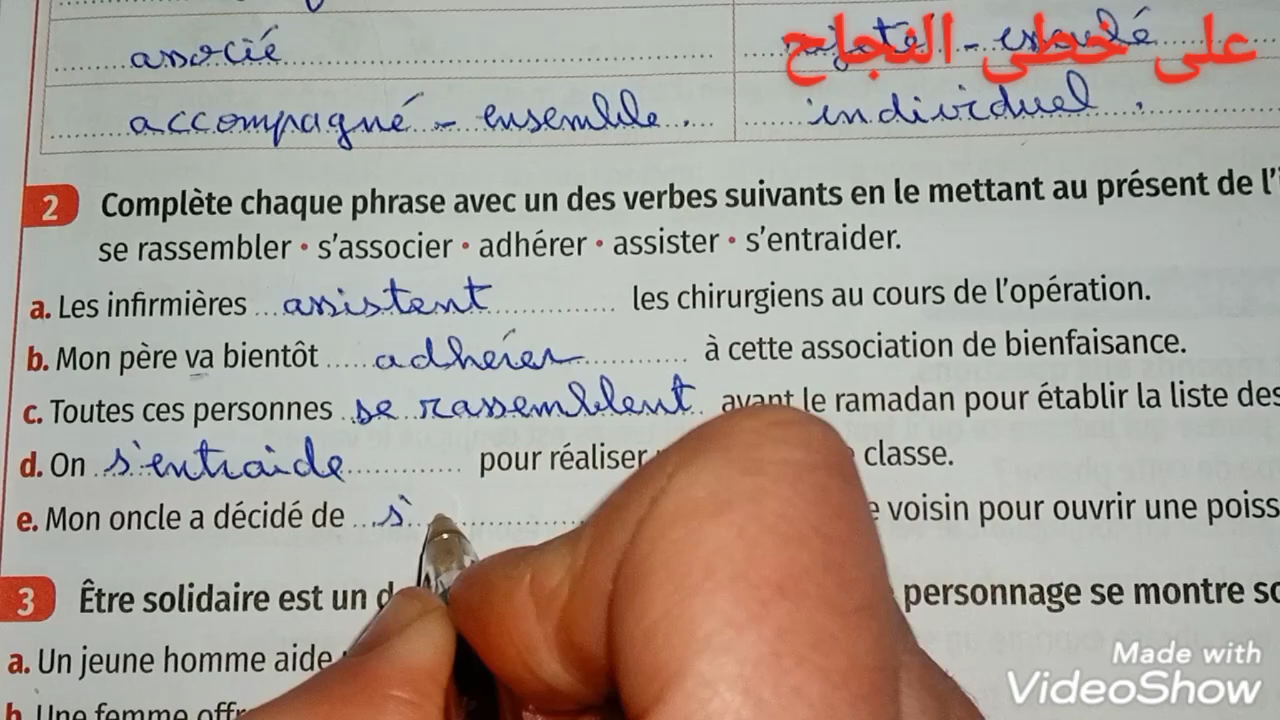 associé
على خطى النجاح
accompagné - ensemble.
individuel.
2 Complète chaque phrase avec un des verbes suivants en le mettant au présent de l'
se rassembler • s'associer • adhérer • assister • s'entraider.
a. Les infirmières assistent les chirurgiens au cours de l'opération.
b. Mon père va bientôt adhérer à cette association de bienfaisance.
c. Toutes ces personnes se rassemblent avant le ramadan pour établir la liste des
d. On s'entraide pour réaliser classe.
e. Mon oncle a décidé de s' voisin pour ouvrir une poiss
3 Être solidaire est un d personnage se montre so
a. Un jeune homme aide
b. Une femme offr
Made with
VideoShow